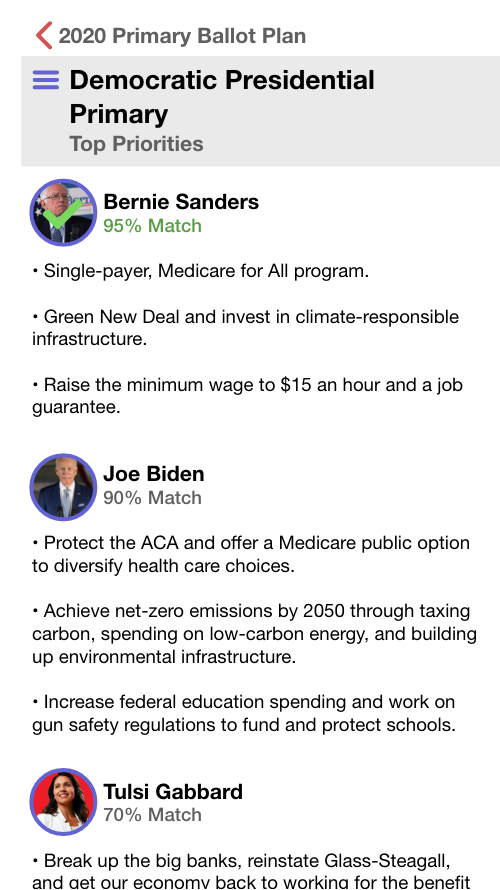 2020 Primary Ballot Plan
Democratic Presidential
Primary
Top Priorities
Bernie Sanders
95% Match
• Single-payer, Medicare for All program.
• Green New Deal and invest in climate-responsible
infrastructure.
• Raise the minimum wage to $15 an hour and a job
guarantee.
Joe Biden
90% Match
• Protect the ACA and offer a Medicare public option
to diversify health care choices.
• Achieve net-zero emissions by 2050 through taxing
carbon, spending on low-carbon energy, and building
up environmental infrastructure.
• Increase federal education spending and work on
gun safety regulations to fund and protect schools.
Tulsi Gabbard
70% Match
• Break up the big banks, reinstate Glass-Steagall,
and get our economy back to working for the benefit